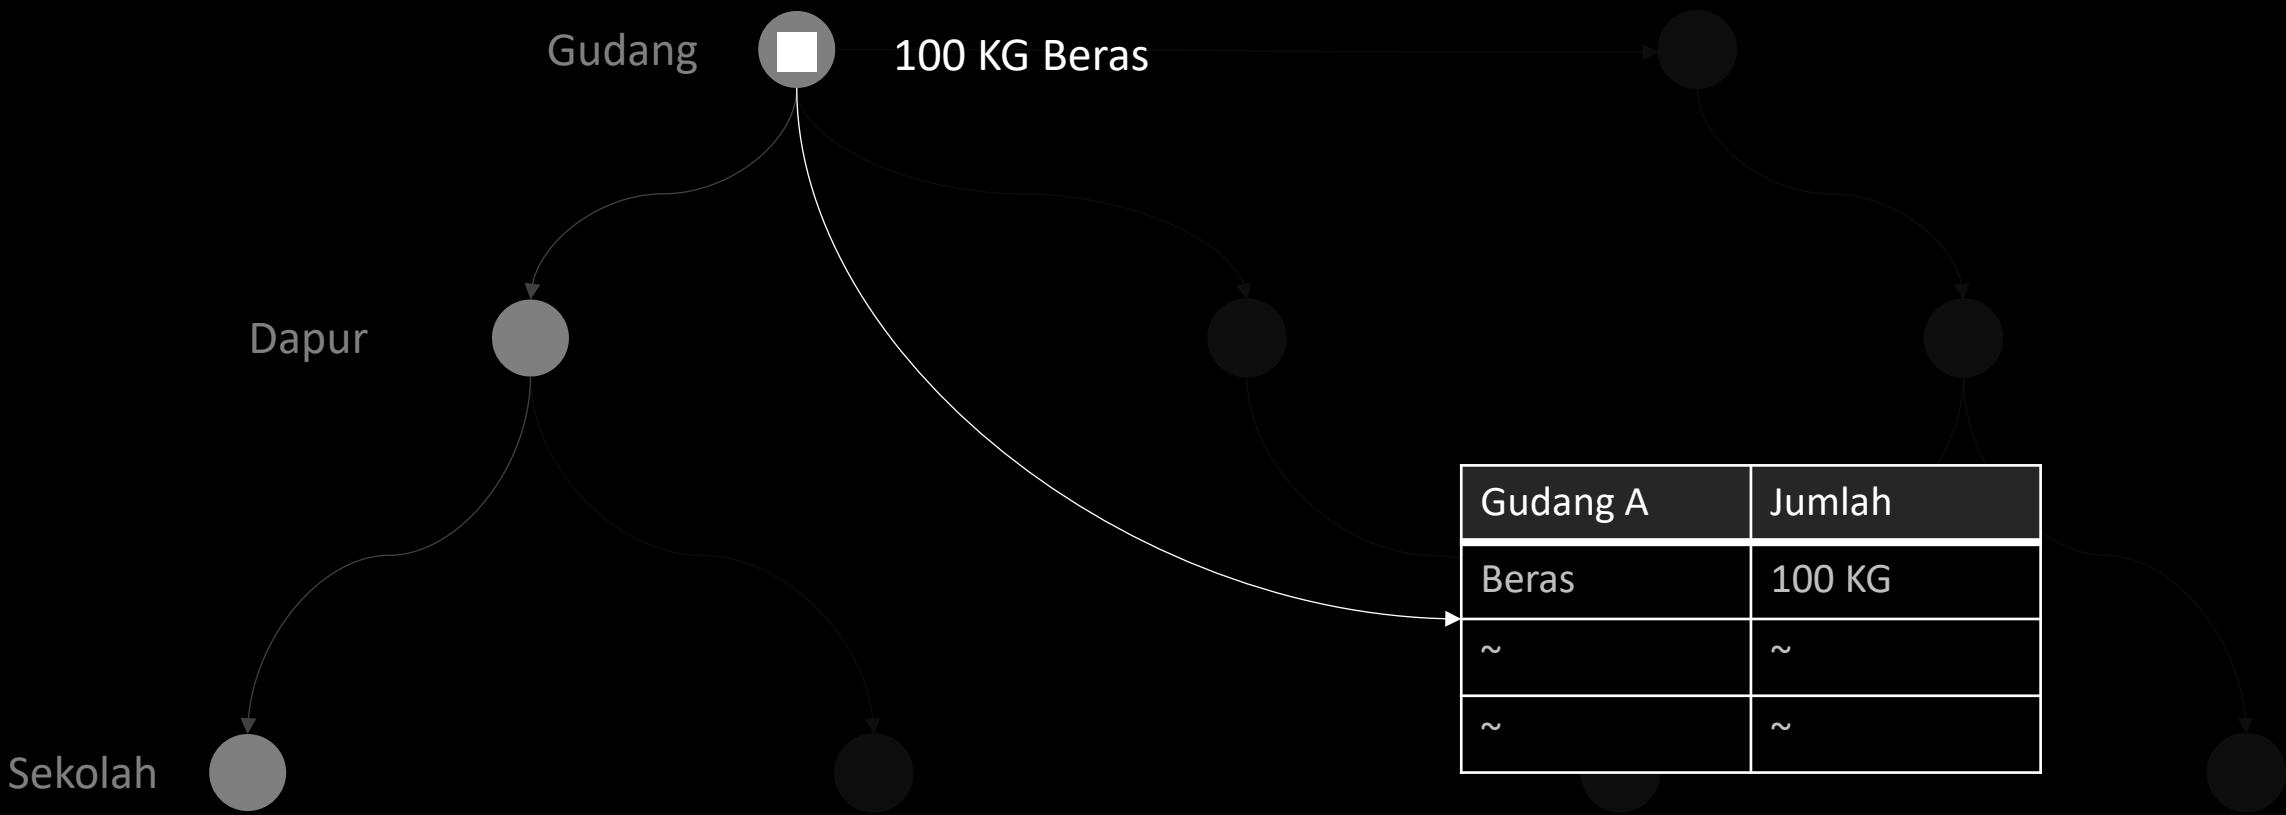 Gudang
100 KG Beras
Dapur
Gudang A Jumlah
Beras 100 KG
~ ~
~ ~
Sekolah